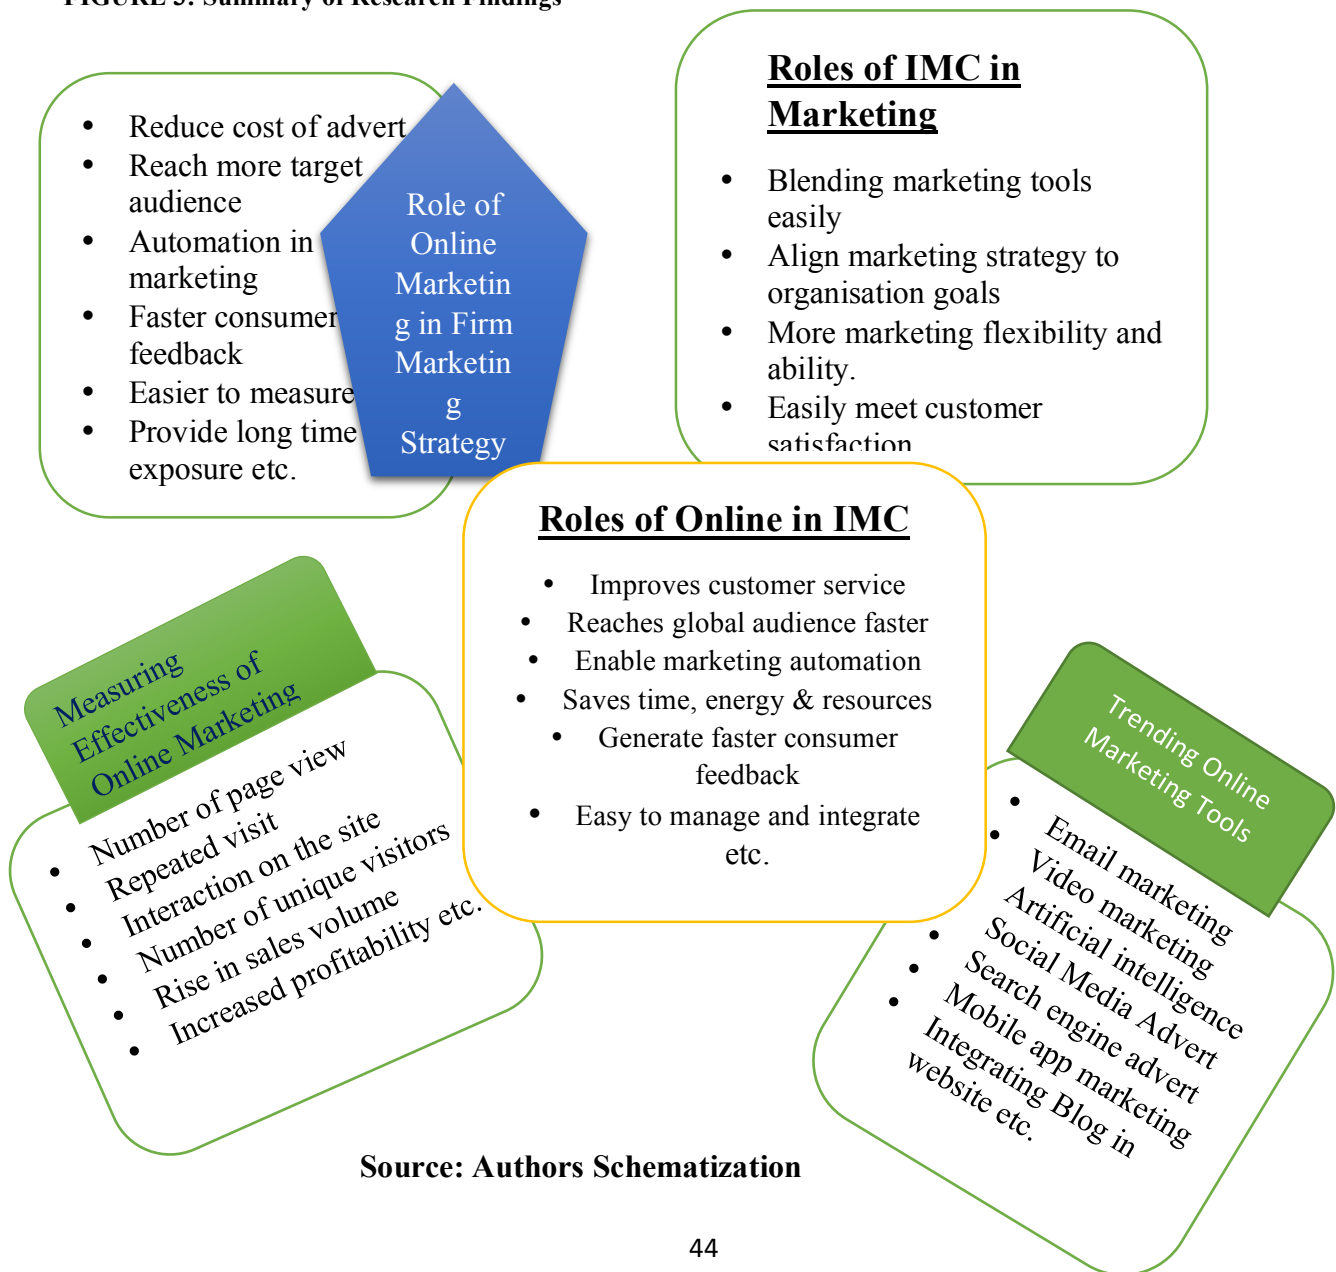 FIGURE 3: Summary of Research Findings
• Reduce cost of advert
• Reach more target
audience
• Automation in
marketing
• Faster consumer
feedback
• Easier to measure
• Provide long time
exposure etc.
Role of
Online
Marketin
g in Firm
Marketin
g
Strategy
Roles of IMC in
Marketing
• Blending marketing tools
easily
• Align marketing strategy to
organisation goals
• More marketing flexibility and
ability.
• Easily meet customer
satisfaction
Roles of Online in IMC
• Improves customer service
• Reaches global audience faster
• Enable marketing automation
• Saves time, energy & resources
• Generate faster consumer
feedback
• Easy to manage and integrate
etc.
Measuring
Effectiveness of
Online Marketing
• Number of page view
• Repeated visit
• Interaction on the site
• Number of unique visitors
• Rise in sales volume
• Increased profitability etc.
Trending Online
Marketing Tools
• Email marketing
• Video marketing
Artificial intelligence
• Social Media Advert
• Search engine advert
• Mobile app marketing
Integrating Blog in
website etc.
Source: Authors Schematization
44